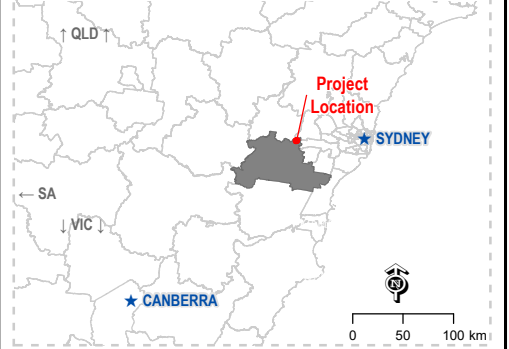 ↑ QLD ↑
Project
Location
SYDNEY
← SA
↓ VIC ↓
N
CANBERRA
0 50 100 km